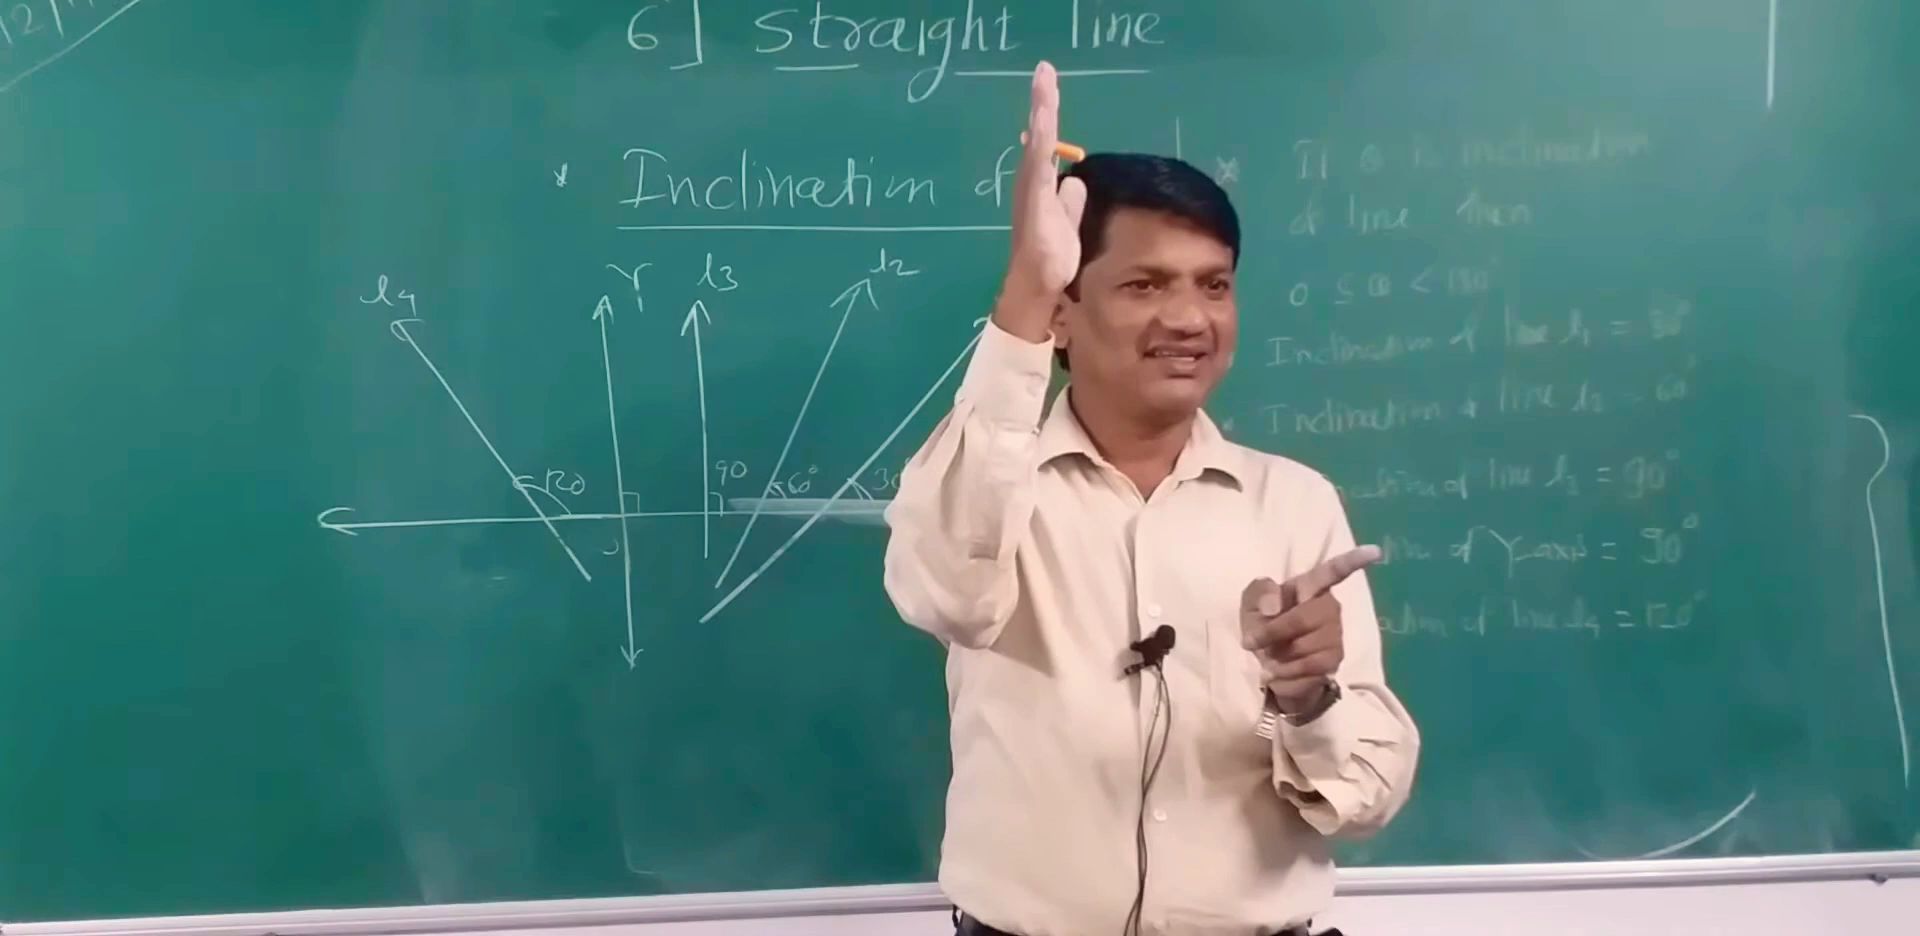 6] Straight line
* Inclination of
l4
Y
l3
l2
120
90
60°
30
* If θ is inclination
of line then
0 ≤ θ < 180°
Inclination of line l1 = 30°
Inclination of line l2 = 60°
of line l3 = 90°
of Y-axis = 90°
of line l4 = 120°